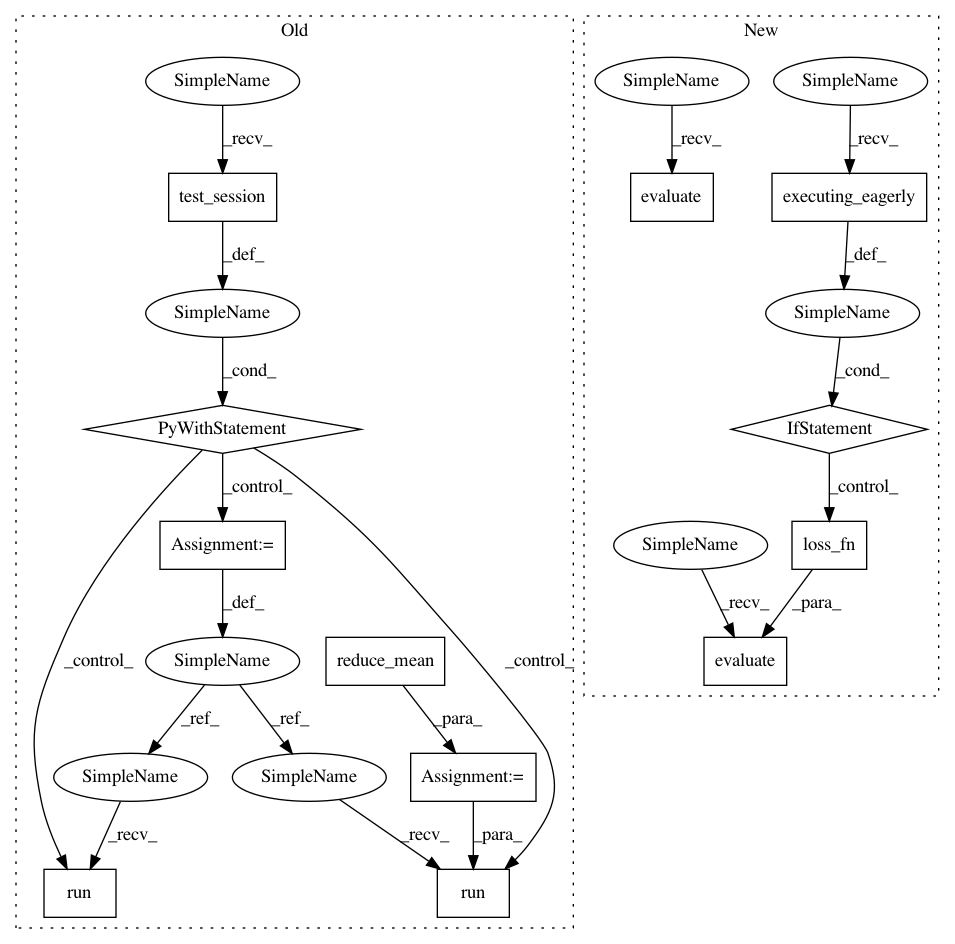 Old
New
SimpleName
SimpleName
SimpleName
_recv_
_recv_
_recv_
test_session
evaluate
executing_eagerly
_def_
_def_
SimpleName
SimpleName
_cond_
_cond_
PyWithStatement
IfStatement
_control_
_control_
Assignment:=
SimpleName
loss_fn
_def_
_recv_
_para_
_control_
SimpleName
reduce_mean
_control_
evaluate
_ref_
_ref_
_para_
SimpleName
SimpleName
Assignment:=
_recv_
_recv_
_para_
run
run